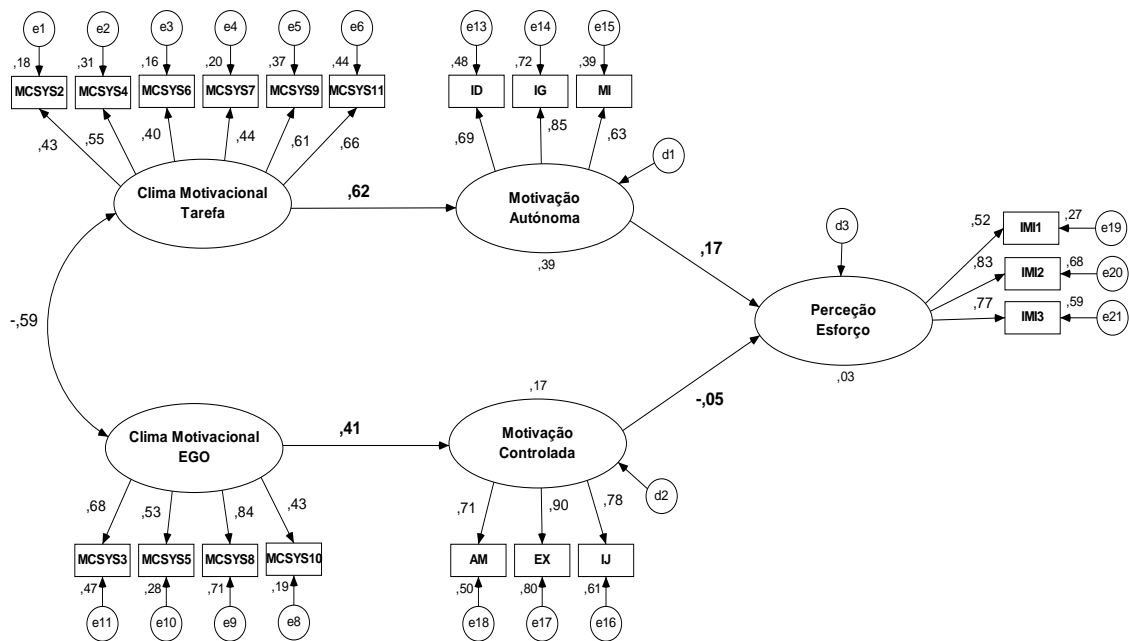 e1 e2 e3 e4 e5 e6 e13 e14 e15
,18 ,31 ,16 ,20 ,37 ,44 ,48 ,72 ,39
MCSYS2 MCSYS4 MCSYS6 MCSYS7 MCSYS9 MCSYS11 ID IG MI
,43 ,55 ,40 ,44 ,61 ,66 ,69 ,85 ,63
d1
Clima Motivacional
Tarefa
,62
Motivação
Autónoma
,39
,17
d3
,52 IMI1 ,27 e19
,83 IMI2 ,68 e20
,77 IMI3 ,59 e21
Perceção
Esforço
,03
-,59
,17
-,05
Clima Motivacional
EGO
,41
Motivação
Controlada
d2
,68 ,53 ,84 ,43 ,71 ,90 ,78
MCSYS3 MCSYS5 MCSYS8 MCSYS10 AM EX IJ
,47 ,28 ,71 ,19 ,50 ,80 ,61
e11 e10 e9 e8 e18 e17 e16